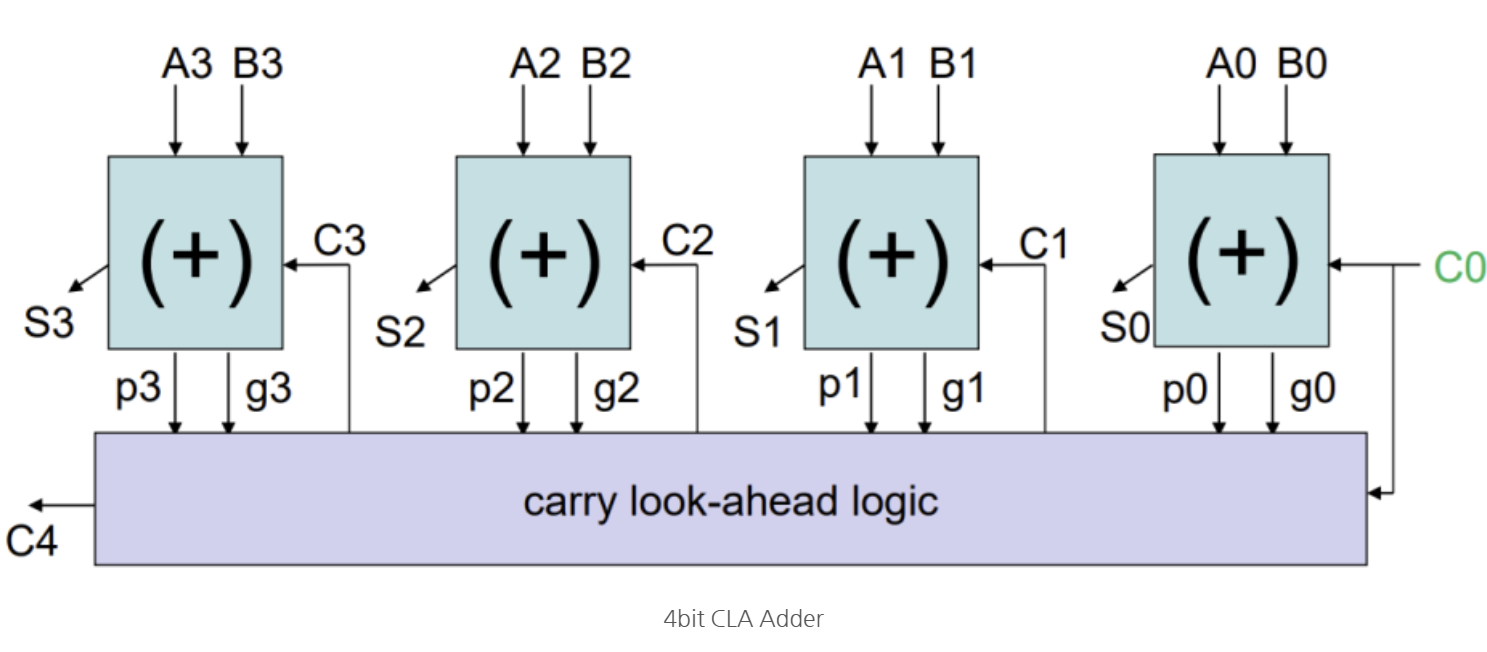 A3 B3 A2 B2 A1 B1 A0 B0
(+) C3 (+) C2 (+) C1 (+) C0
S3 S2 S1 S0
p3 g3 p2 g2 p1 g1 p0 g0
carry look-ahead logic
C4
4bit CLA Adder